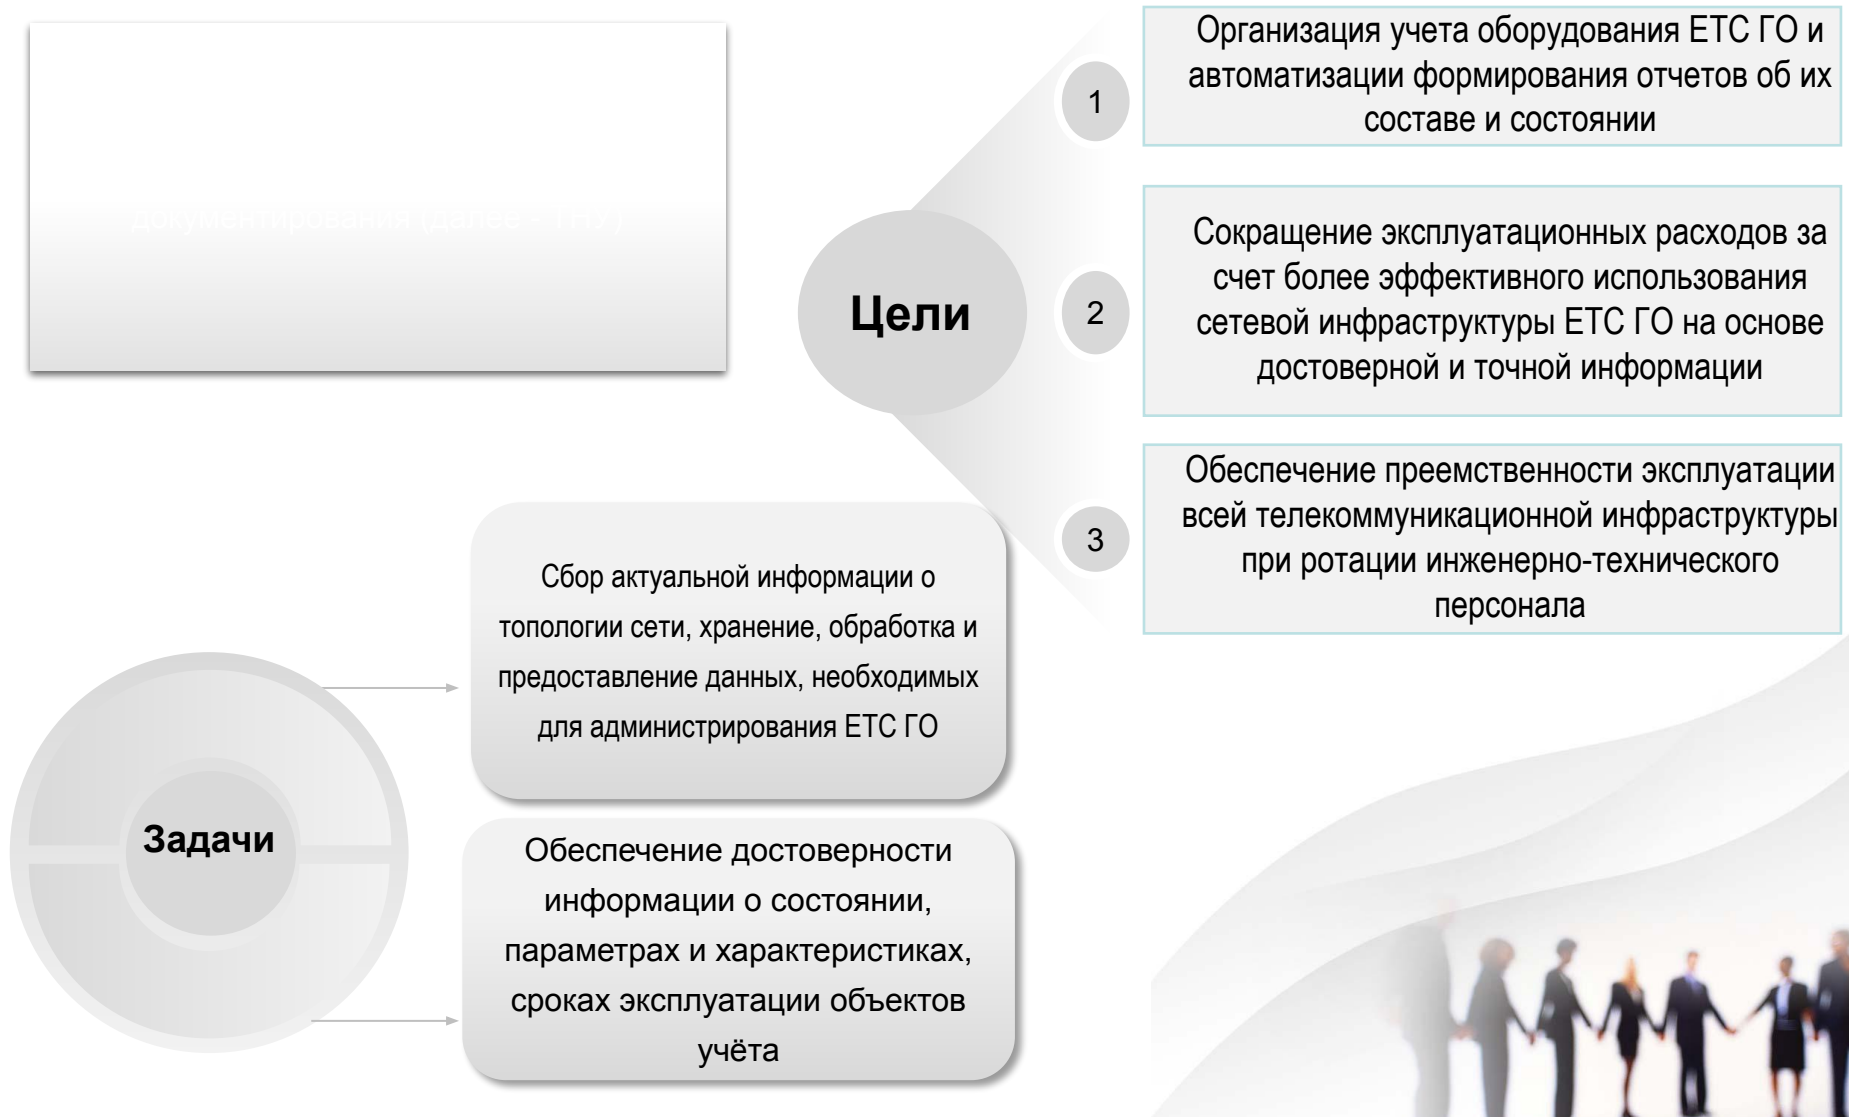 документирования (далее - ТНУ)
1
Организация учета оборудования ЕТС ГО и
автоматизации формирования отчетов об их
составе и состоянии
Цели
2
Сокращение эксплуатационных расходов за
счет более эффективного использования
сетевой инфраструктуры ЕТС ГО на основе
достоверной и точной информации
3
Обеспечение преемственности эксплуатации
всей телекоммуникационной инфраструктуры
при ротации инженерно-технического
персонала
Задачи
Сбор актуальной информации о
топологии сети, хранение, обработка и
предоставление данных, необходимых
для администрирования ЕТС ГО
Обеспечение достоверности
информации о состоянии,
параметрах и характеристиках,
сроках эксплуатации объектов
учёта